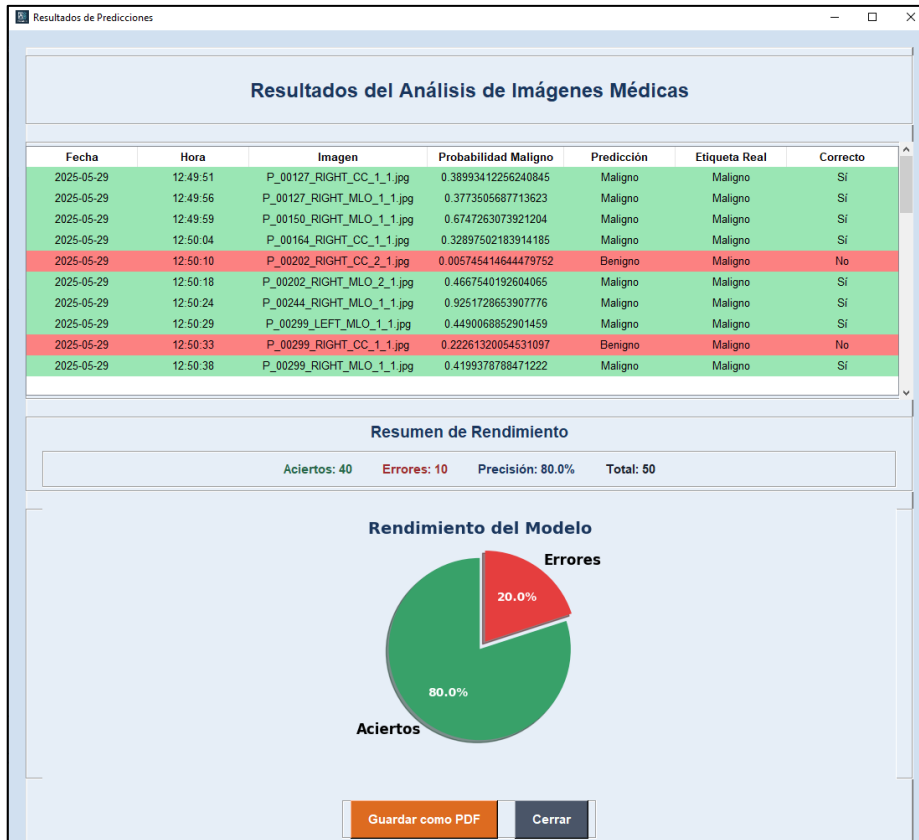 Resultados de Predicciones
Resultados del Análisis de Imágenes Médicas
Fecha Hora Imagen Probabilidad Maligno Predicción Etiqueta Real Correcto
2025-05-29 12:49:51 P_00127_RIGHT_CC_1_1.jpg 0.38993412256240845 Maligno Maligno Sí
2025-05-29 12:49:56 P_00127_RIGHT_MLO_1_1.jpg 0.3773505687713623 Maligno Maligno Sí
2025-05-29 12:49:59 P_00150_RIGHT_MLO_1_1.jpg 0.6747263073921204 Maligno Maligno Sí
2025-05-29 12:50:04 P_00164_RIGHT_CC_1_1.jpg 0.32897502183914185 Maligno Maligno Sí
2025-05-29 12:50:10 P_00202_RIGHT_CC_2_1.jpg 0.005745414644479752 Benigno Maligno No
2025-05-29 12:50:18 P_00202_RIGHT_MLO_2_1.jpg 0.4667540192604065 Maligno Maligno Sí
2025-05-29 12:50:24 P_00244_RIGHT_MLO_1_1.jpg 0.9251728653907776 Maligno Maligno Sí
2025-05-29 12:50:29 P_00299_LEFT_MLO_1_1.jpg 0.4490068852901459 Maligno Maligno Sí
2025-05-29 12:50:33 P_00299_RIGHT_CC_1_1.jpg 0.22261320054531097 Benigno Maligno No
2025-05-29 12:50:38 P_00299_RIGHT_MLO_1_1.jpg 0.4199378788471222 Maligno Maligno Sí
Resumen de Rendimiento
Aciertos: 40 Errores: 10 Precisión: 80.0% Total: 50
Rendimiento del Modelo
Errores
20.0%
80.0%
Aciertos
Guardar como PDF Cerrar